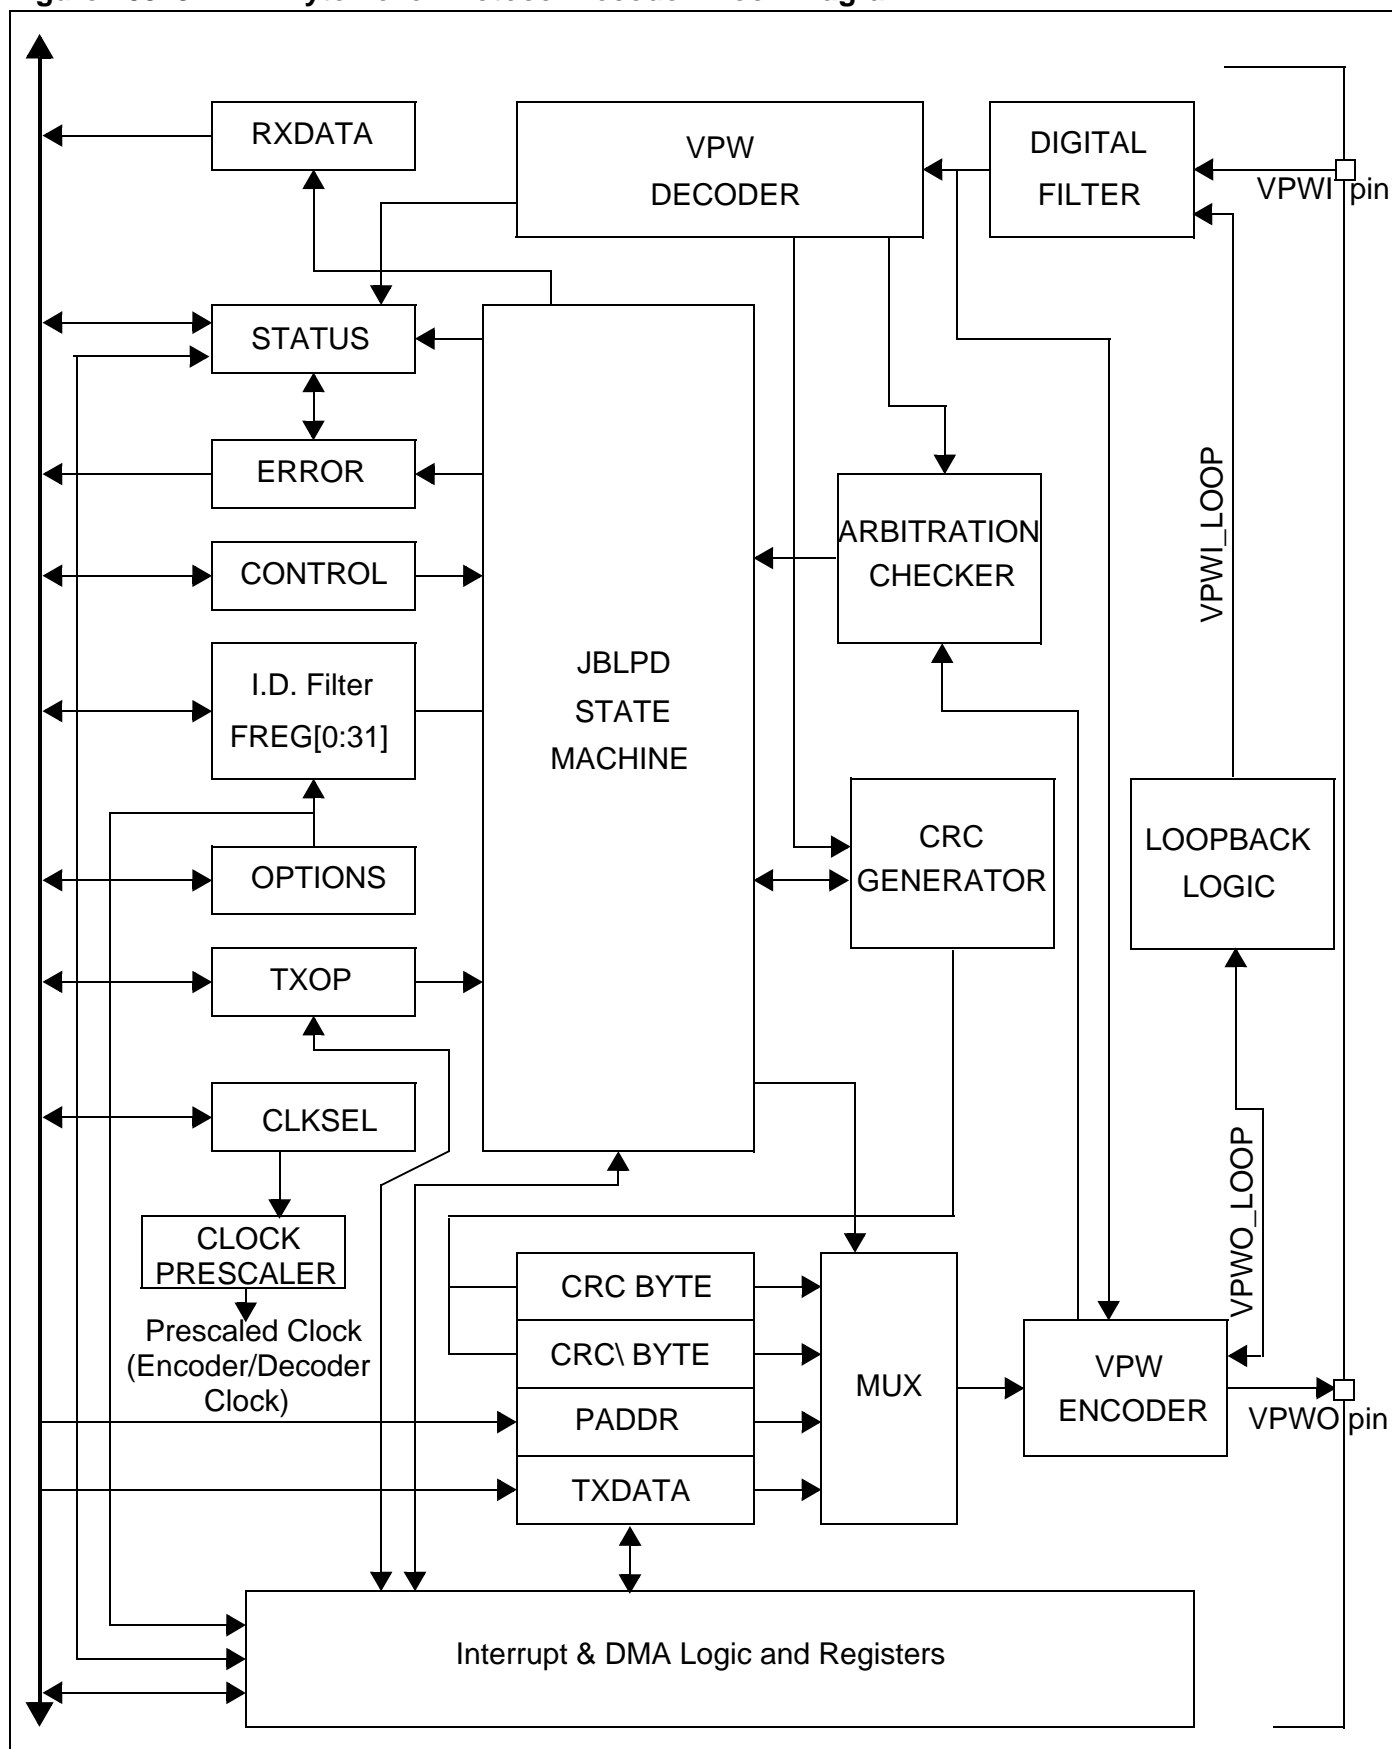 RXDATA
VPW
DECODER
DIGITAL
FILTER
VPWI pin
STATUS
ERROR
VPWI_LOOP
ARBITRATION
CHECKER
CONTROL
I.D. Filter
FREG[0:31]
JBLPD
STATE
MACHINE
CRC
GENERATOR
LOOPBACK
LOGIC
OPTIONS
TXOP
CLKSEL
VPWO_LOOP
CLOCK
PRESCALER
Prescaled Clock
(Encoder/Decoder
Clock)
CRC BYTE
CRC\ BYTE
PADDR
TXDATA
MUX
VPW
ENCODER
VPWO pin
Interrupt & DMA Logic and Registers